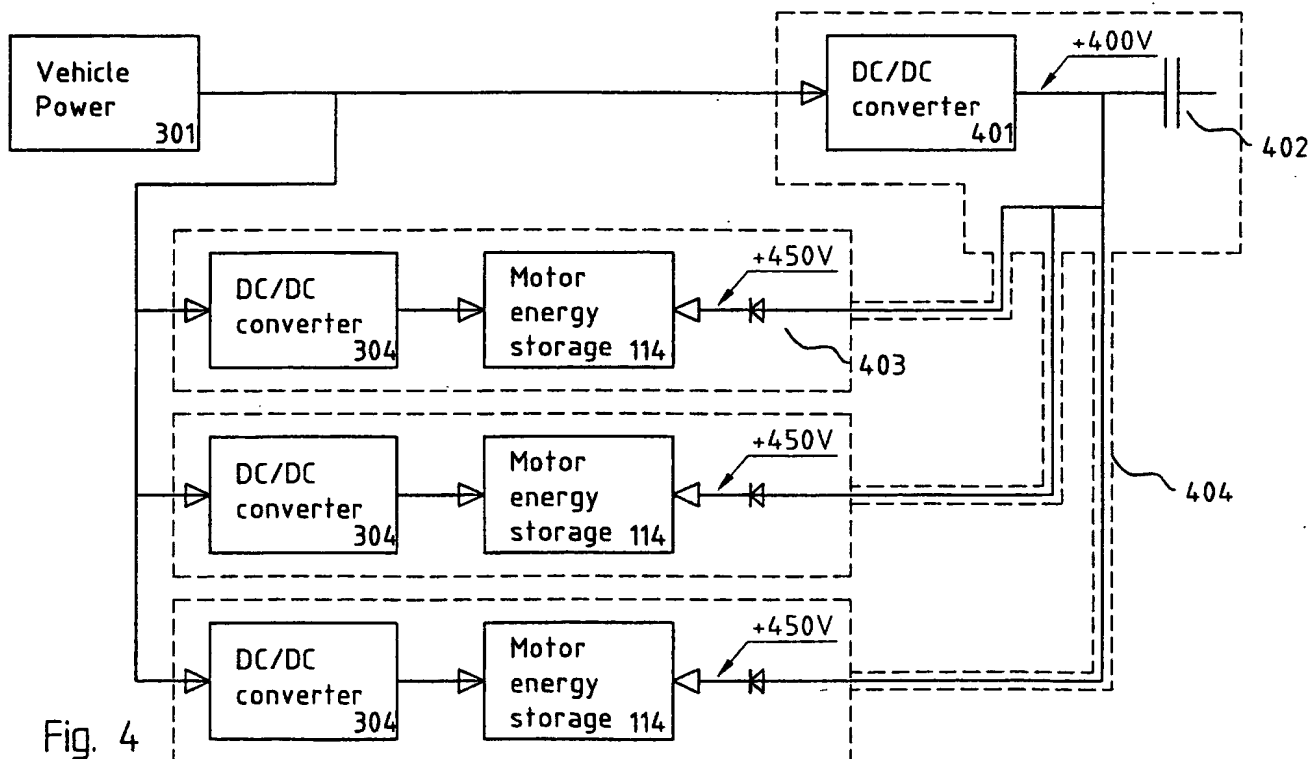 Vehicle
Power
301
DC/DC
converter
401
+400V
402
DC/DC
converter
304
Motor
energy
storage 114
+450V
403
DC/DC
converter
304
Motor
energy
storage 114
+450V
404
DC/DC
converter
304
Motor
energy
storage 114
+450V
Fig. 4